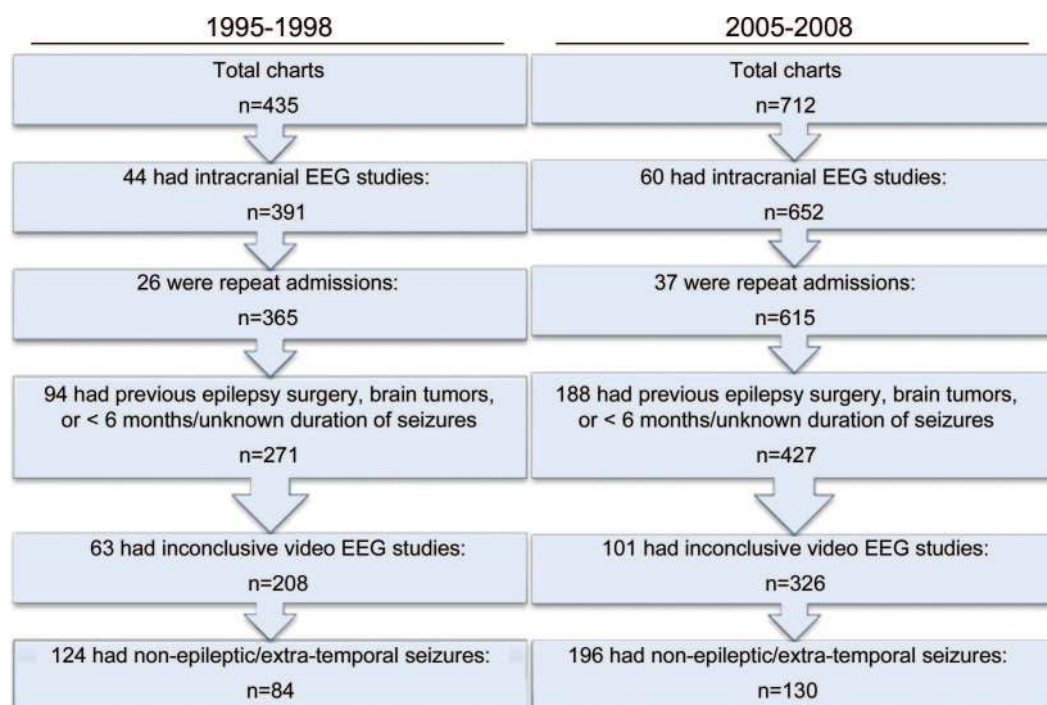 1995-1998
Total charts
n=435
44 had intracranial EEG studies:
n=391
26 were repeat admissions:
n=365
94 had previous epilepsy surgery, brain tumors,
or < 6 months/unknown duration of seizures
n=271
63 had inconclusive video EEG studies:
n=208
124 had non-epileptic/extra-temporal seizures:
n=84
2005-2008
Total charts
n=712
60 had intracranial EEG studies:
n=652
37 were repeat admissions:
n=615
188 had previous epilepsy surgery, brain tumors,
or < 6 months/unknown duration of seizures
n=427
101 had inconclusive video EEG studies:
n=326
196 had non-epileptic/extra-temporal seizures:
n=130